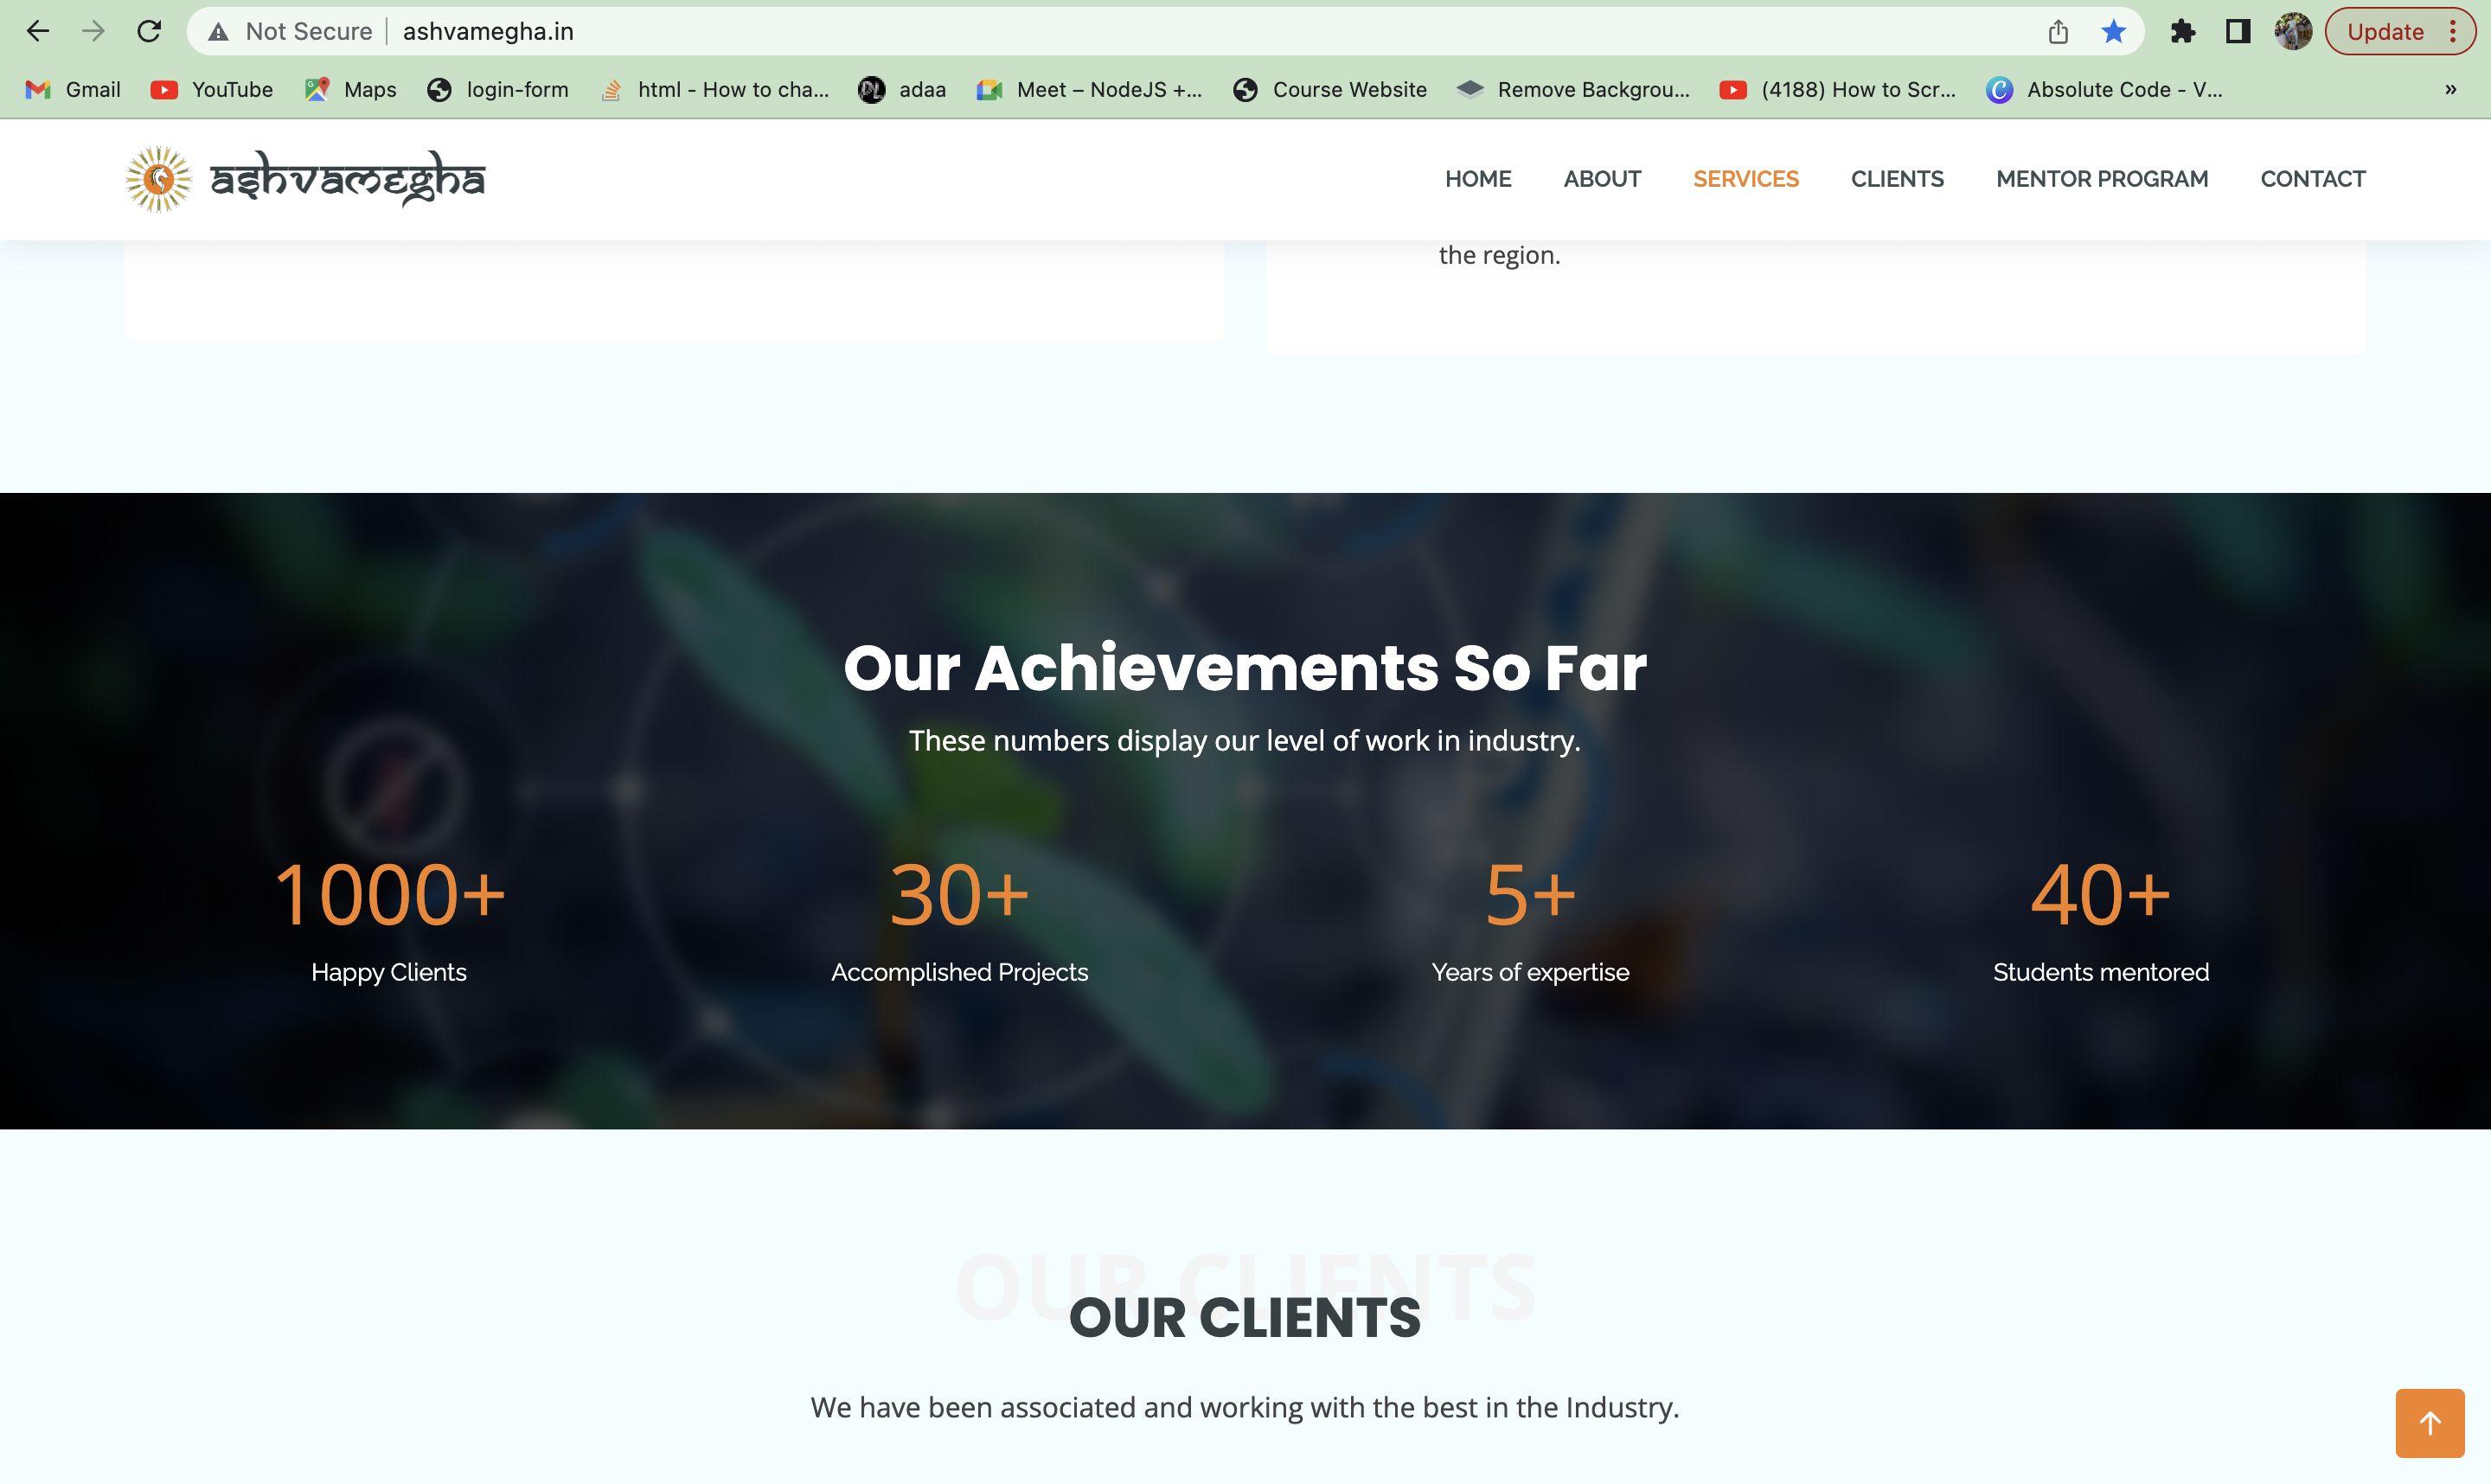 Not Secure ashvamegha.in Update
Gmail YouTube Maps login-form html - How to cha... adaa Meet – NodeJS +... Course Website Remove Backgrou... (4188) How to Scr... Absolute Code - V... »
ashvamegha HOME ABOUT SERVICES CLIENTS MENTOR PROGRAM CONTACT
the region.
Our Achievements So Far
These numbers display our level of work in industry.
1000+ 30+ 5+ 40+
Happy Clients Accomplished Projects Years of expertise Students mentored
OUR CLIENTS
OUR CLIENTS
We have been associated and working with the best in the Industry.